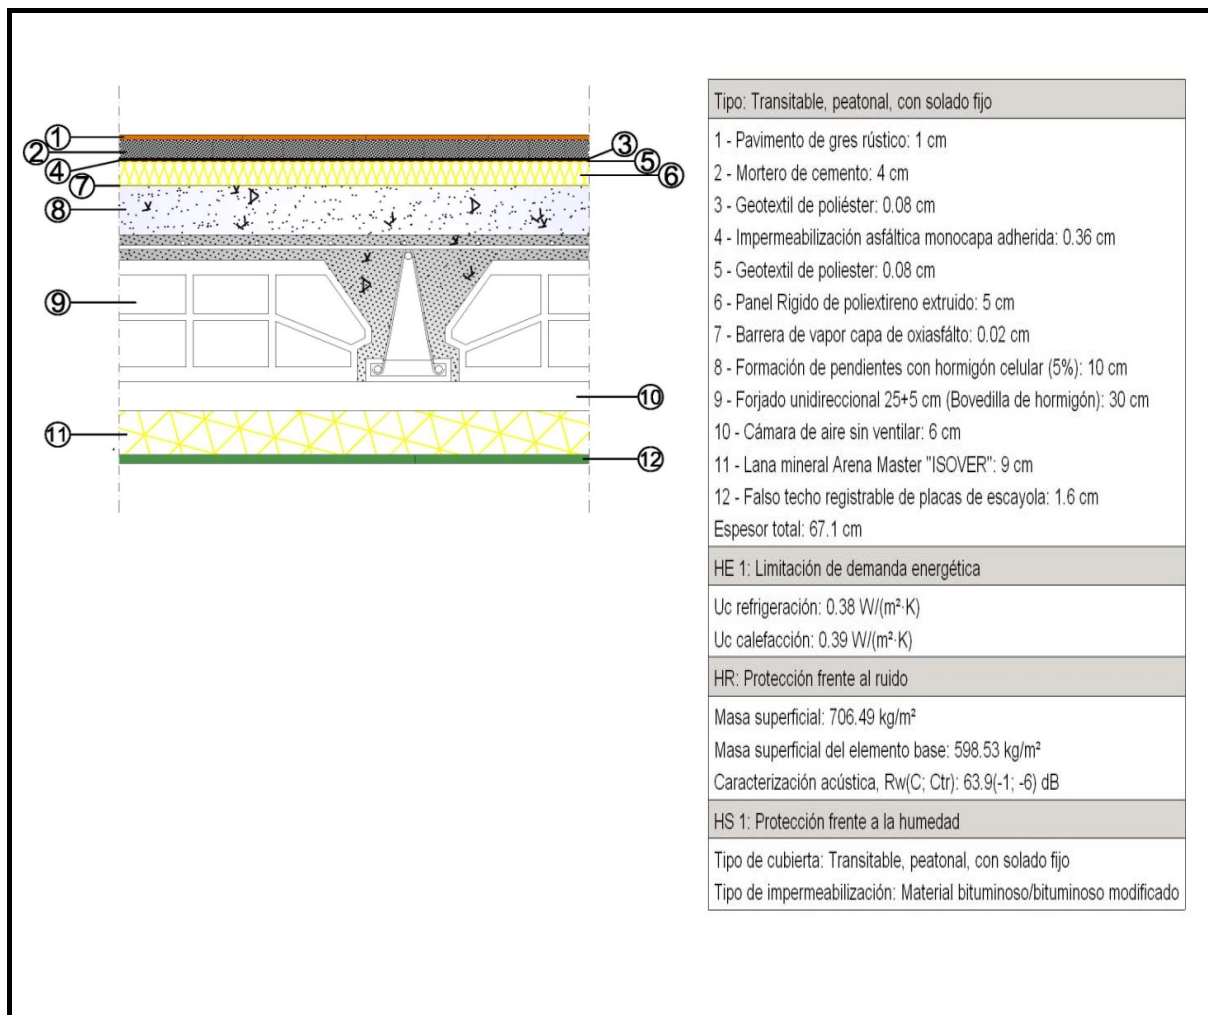 1
2
3
4
5
6
7
8
9
10
11
12
Tipo: Transitable, peatonal, con solado fijo
1 - Pavimento de gres rústico: 1 cm
2 - Mortero de cemento: 4 cm
3 - Geotextil de poliéster: 0.08 cm
4 - Impermeabilización asfáltica monocapa adherida: 0.36 cm
5 - Geotextil de poliester: 0.08 cm
6 - Panel Rigido de poliextireno extruido: 5 cm
7 - Barrera de vapor capa de oxiasfálto: 0.02 cm
8 - Formación de pendientes con hormigón celular (5%): 10 cm
9 - Forjado unidireccional 25+5 cm (Bovedilla de hormigón): 30 cm
10 - Cámara de aire sin ventilar: 6 cm
11 - Lana mineral Arena Master "ISOVER": 9 cm
12 - Falso techo registrable de placas de escayola: 1.6 cm
Espesor total: 67.1 cm
HE 1: Limitación de demanda energética
Uc refrigeración: 0.38 W/(m²·K)
Uc calefacción: 0.39 W/(m²·K)
HR: Protección frente al ruido
Masa superficial: 706.49 kg/m²
Masa superficial del elemento base: 598.53 kg/m²
Caracterización acústica, Rw(C; Ctr): 63.9(-1; -6) dB
HS 1: Protección frente a la humedad
Tipo de cubierta: Transitable, peatonal, con solado fijo
Tipo de impermeabilización: Material bituminoso/bituminoso modificado